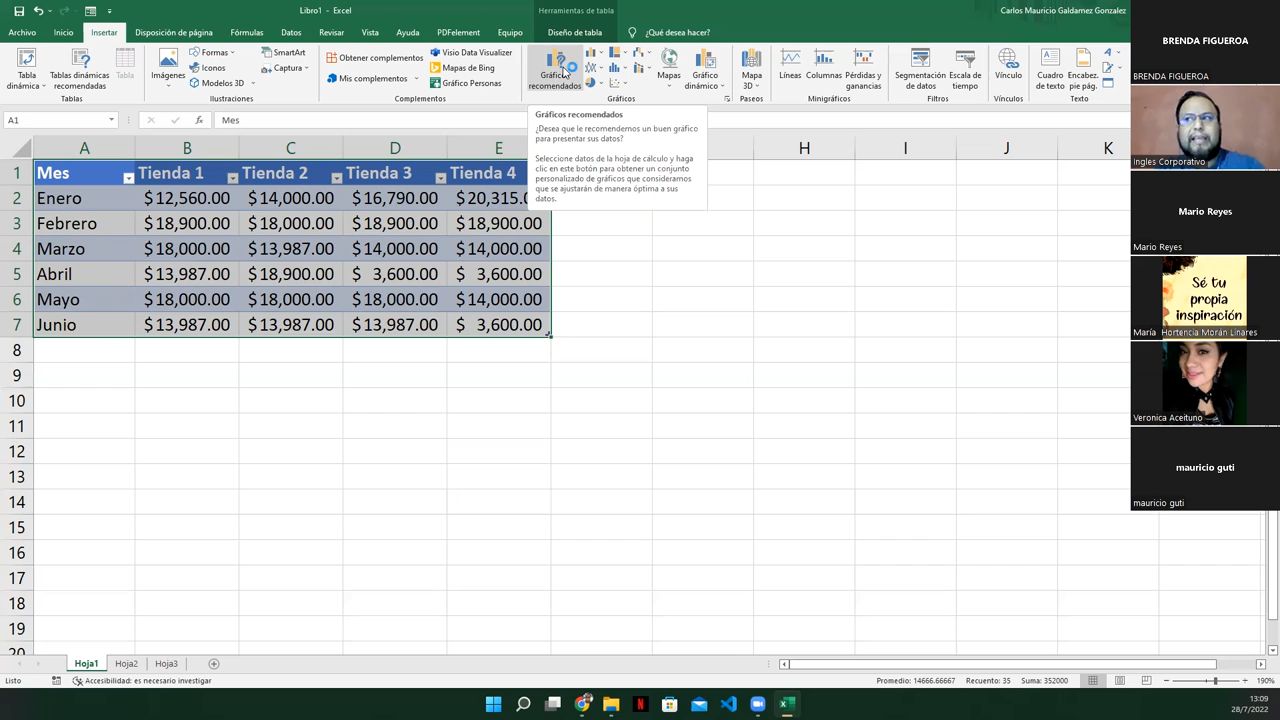 Libro1 - Excel
Herramientas de tabla
Carlos Mauricio Galdamez Gonzalez
Archivo Inicio Insertar Disposición de página Fórmulas Datos Revisar Vista Ayuda PDFelement Equipo Diseño de tabla ¿Qué desea hacer?
Tabla dinámica
Tablas dinámicas recomendadas
Tabla
Tablas
Imágenes
Formas
Iconos
Modelos 3D
SmartArt
Captura
Ilustraciones
Obtener complementos
Mis complementos
Visio Data Visualizer
Mapas de Bing
Gráfico Personas
Complementos
Gráficos recomendados
Mapas
Gráfico dinámico
Gráficos
Mapa 3D
Paseos
Líneas
Columnas
Pérdidas y ganancias
Minigráficos
Segmentación de datos
Escala de tiempo
Filtros
Vínculo
Vínculos
Cuadro de texto
Encabez. pie pág.
Texto
A1
fx
Mes
Gráficos recomendados
¿Desea que le recomendemos un buen gráfico
para presentar sus datos?
Seleccione datos de la hoja de cálculo y haga
clic en este botón para obtener un conjunto
personalizado de gráficos que consideramos
que se ajustarán de manera óptima a sus
datos.
A B C D E H I J K
1 Mes Tienda 1 Tienda 2 Tienda 3 Tienda 4
2 Enero $12,560.00 $14,000.00 $16,790.00 $20,315.
3 Febrero $18,900.00 $18,000.00 $18,900.00 $18,900.00
4 Marzo $18,000.00 $13,987.00 $14,000.00 $14,000.00
5 Abril $13,987.00 $18,900.00 $ 3,600.00 $ 3,600.00
6 Mayo $18,000.00 $18,000.00 $18,000.00 $14,000.00
7 Junio $13,987.00 $13,987.00 $13,987.00 $ 3,600.00
8
9
10
11
12
13
14
15
16
17
18
19
20
BRENDA FIGUEROA
BRENDA FIGUEROA
Ingles Corporativo
Mario Reyes
Mario Reyes
Sé tu
propia
inspiración
María Hortencia Morán Linares
Veronica Aceituno
mauricio guti
mauricio guti
Hoja1 Hoja2 Hoja3
Listo Accesibilidad: es necesario investigar Promedio: 14666.66667 Recuento: 35 Suma: 352000 190%
13:09
28/7/2022